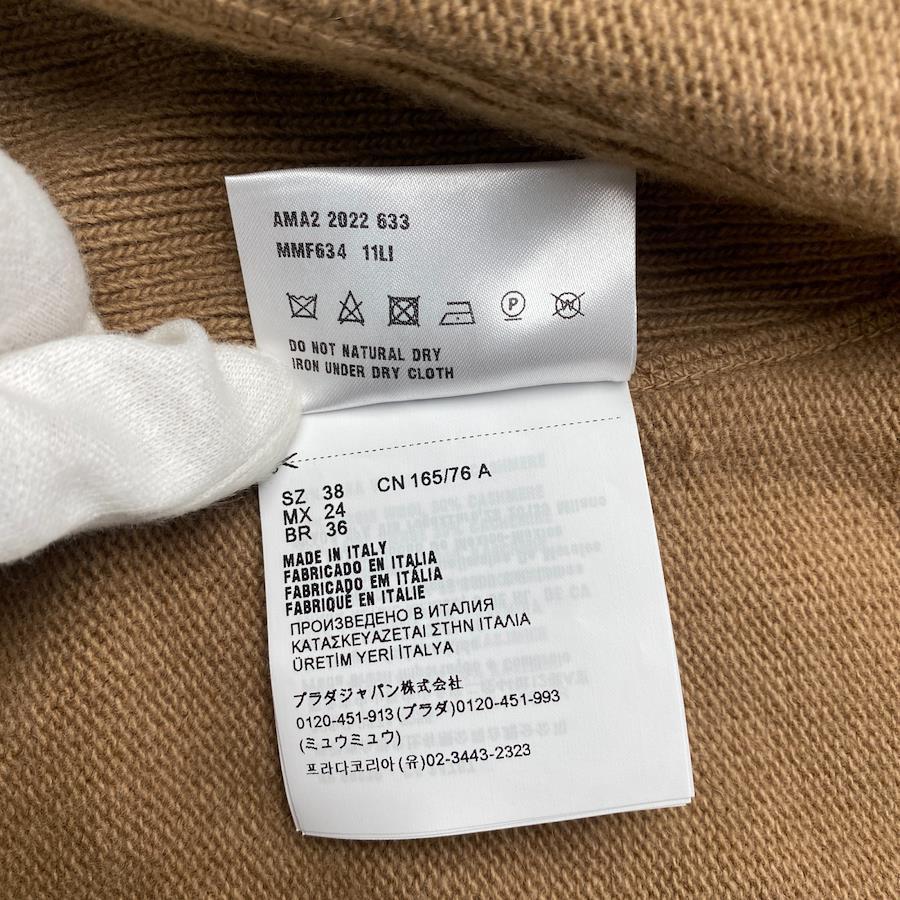 AMA2 2022 633
MMF634 11LI
P
W
DO NOT NATURAL DRY
IRON UNDER DRY CLOTH
SZ 38 CN 165/76 A
MX 24
BR 36
MADE IN ITALY
FABRICADO EN ITALIA
FABRICADO EM ITÁLIA
FABRIQUÉ EN ITALIE
ПРОИЗВЕДЕНО В ИТАЛИЯ
ΚΑΤΑΣΚΕΥΑΖΕΤΑΙ ΣΤΗΝ ΙΤΑΛΙΑ
ÜRETİM YERİ İTALYA
プラダジャパン株式会社
0120-451-913(プラダ)0120-451-993
(ミュウミュウ)
프라다코리아(유)02-3443-2323